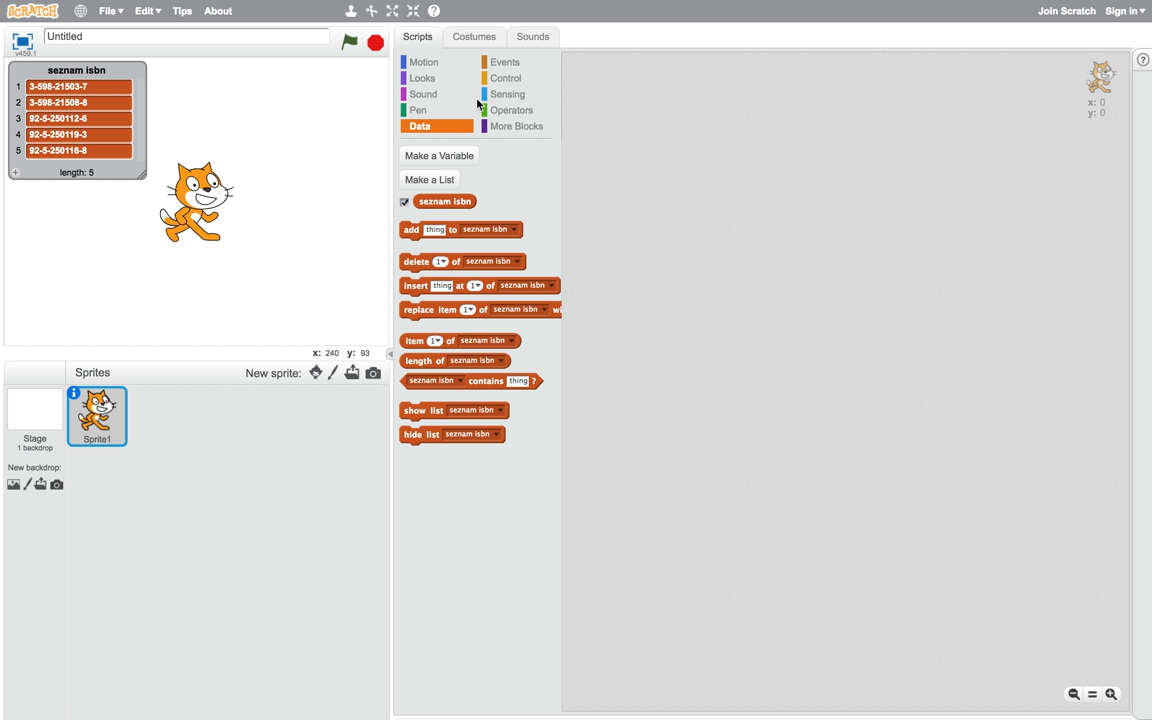 SCRATCH File▾ Edit▾ Tips About Join Scratch Sign in▾
Untitled
v459.1
seznam isbn
1 3-598-21503-7
2 3-598-21508-8
3 92-5-250112-6
4 92-5-250119-3
5 92-5-250116-8
+ length: 5
x: 240 y: 93
Sprites New sprite:
Sprite1
Stage
1 backdrop
New backdrop:
Scripts Costumes Sounds
Motion Events
Looks Control
Sound Sensing
Pen Operators
Data More Blocks
Make a Variable
Make a List
seznam isbn
add thing to seznam isbn
delete 1 of seznam isbn
insert thing at 1 of seznam isbn
replace item 1 of seznam isbn wi
item 1 of seznam isbn
length of seznam isbn
seznam isbn contains thing ?
show list seznam isbn
hide list seznam isbn
x: 0
y: 0